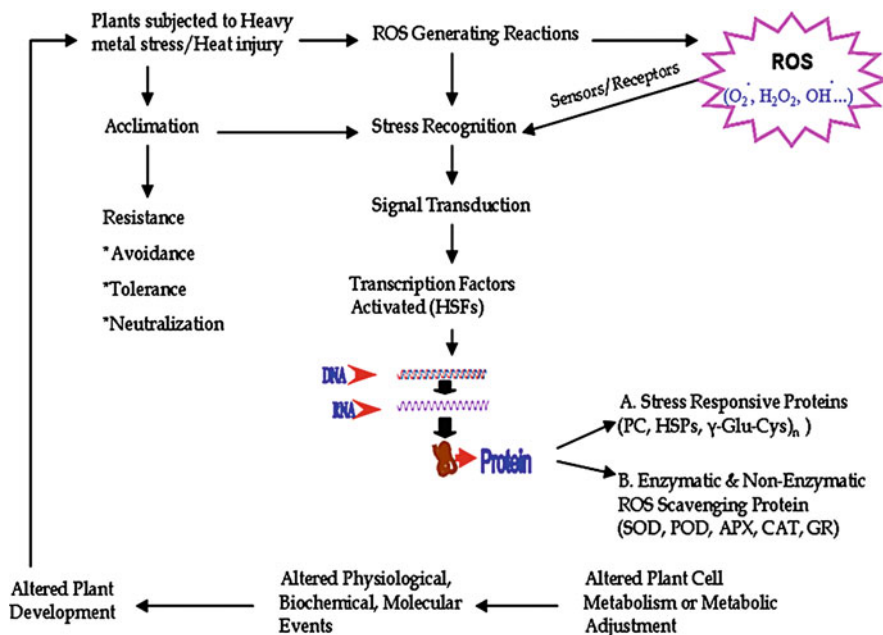 Plants subjected to Heavy
metal stress/Heat injury
ROS Generating Reactions
ROS
(O₂˙, H₂O₂, OH˙...)
Sensors/Receptors
Acclimation
Stress Recognition
Resistance
*Avoidance
*Tolerance
*Neutralization
Signal Transduction
Transcription Factors
Activated (HSFs)
DNA
RNA
Protein
A. Stress Responsive Proteins
(PC, HSPs, γ-Glu-Cys)ₙ )
B. Enzymatic & Non-Enzymatic
ROS Scavenging Protein
(SOD, POD, APX, CAT, GR)
Altered Plant
Development
Altered Physiological,
Biochemical, Molecular
Events
Altered Plant Cell
Metabolism or Metabolic
Adjustment